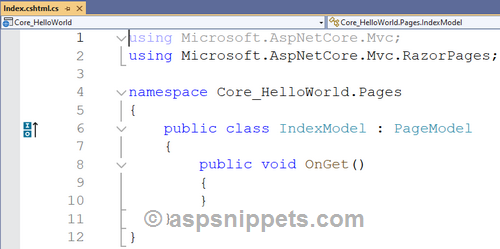 Index.cshtml.cs
Core_HelloWorld Core_HelloWorld.Pages.IndexModel
1 using Microsoft.AspNetCore.Mvc;
2 using Microsoft.AspNetCore.Mvc.RazorPages;
3
4 namespace Core_HelloWorld.Pages
5 {
6 public class IndexModel : PageModel
7 {
8 public void OnGet()
9 {
10 }
11 }
12 }
© aspsnippets.com